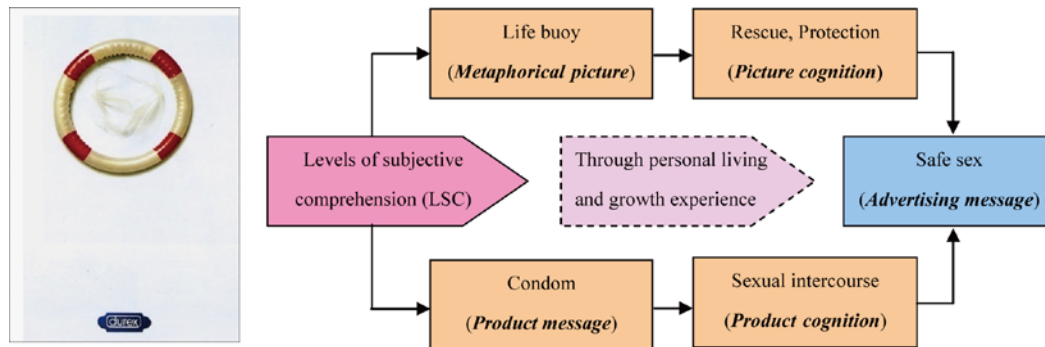 durex
Life buoy
(Metaphorical picture)
Rescue, Protection
(Picture cognition)
Levels of subjective
comprehension (LSC)
Through personal living
and growth experience
Safe sex
(Advertising message)
Condom
(Product message)
Sexual intercourse
(Product cognition)